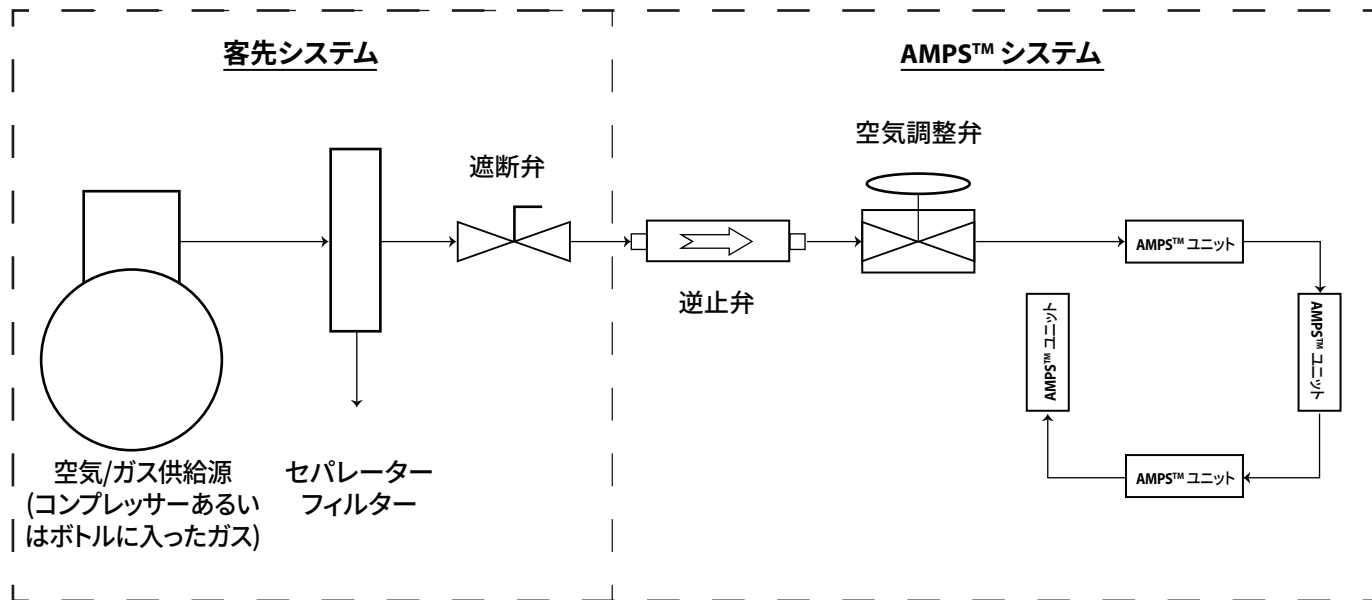 客先システム
AMPS™ システム
空気調整弁
遮断弁
逆止弁
AMPS™ ユニット
AMPS™ ユニット
AMPS™ ユニット
AMPS™ ユニット
空気/ガス供給源
(コンプレッサーあるい
はボトルに入ったガス)
セパレーター
フィルター